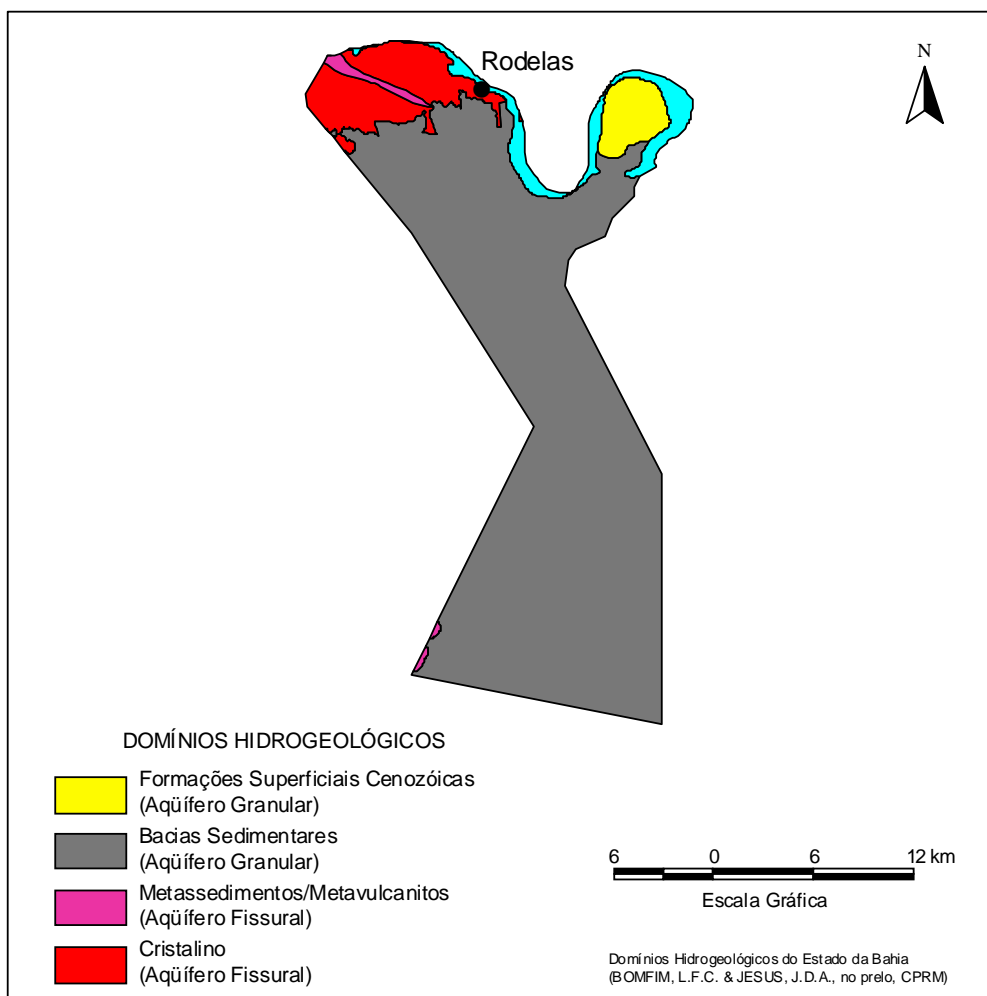 Rodelas
N
DOMÍNIOS HIDROGEOLÓGICOS
Formações Superficiais Cenozóicas
(Aqüífero Granular)
Bacias Sedimentares
(Aqüífero Granular)
Metassedimentos/Metavulcanitos
(Aqüífero Fissural)
Cristalino
(Aqüífero Fissural)
6 0 6 12 km
Escala Gráfica
Domínios Hidrogeológicos do Estado da Bahia
(BOMFIM, L.F.C. & JESUS, J.D.A., no prelo, CPRM)